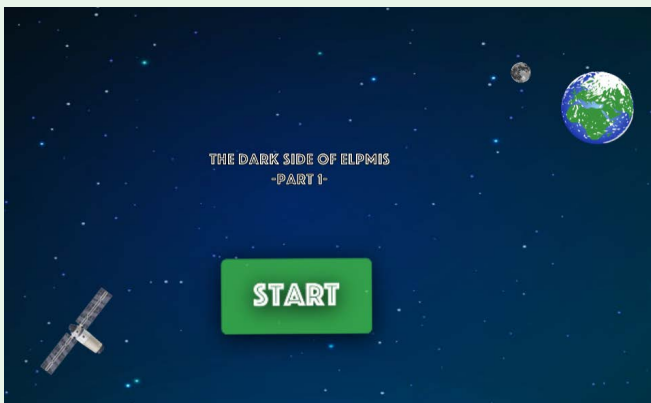 THE DARK SIDE OF ELPMIS
-PART 1-
START